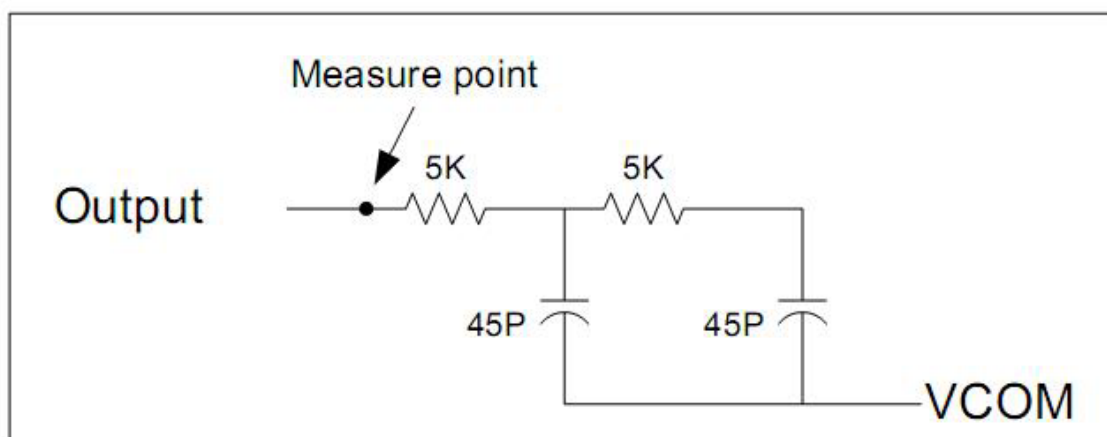 Measure point
5K
5K
Output
45P
45P
VCOM